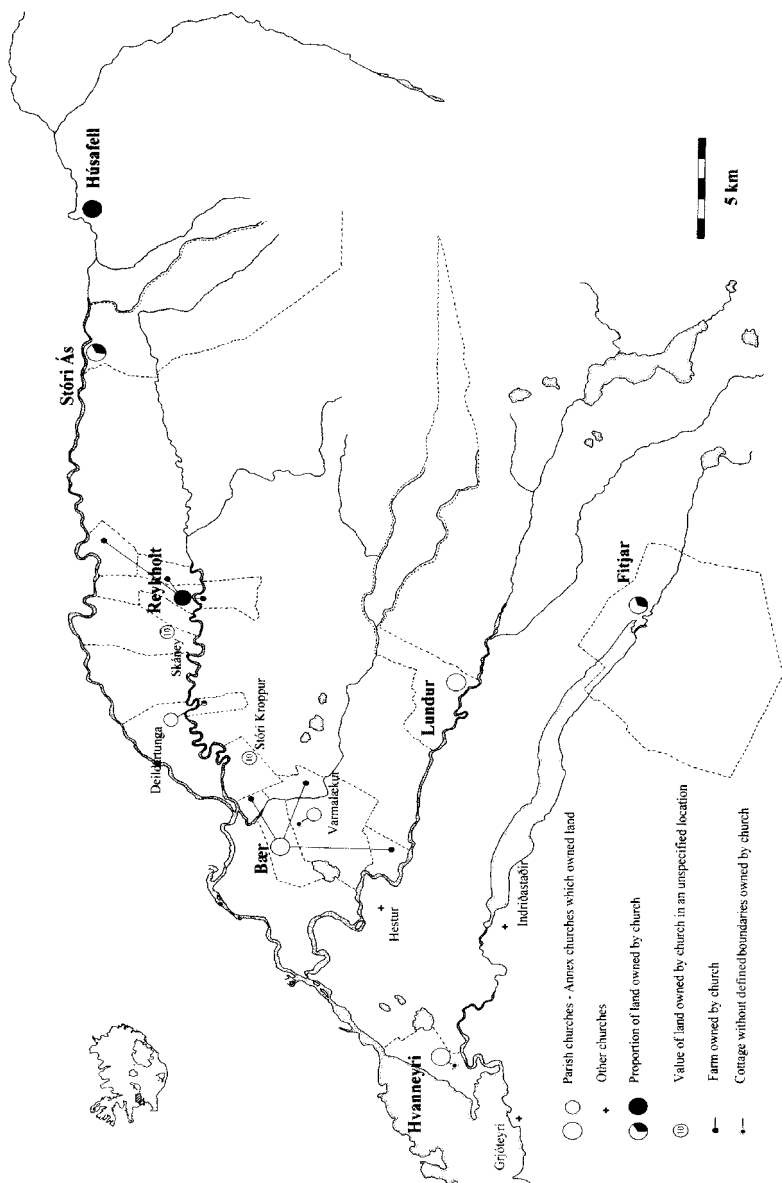 Húsafell
Stóri Ás
Reykholt
10
Skáney
Deildartunga
Stóri Kroppur
10
Varmalækur
Bær
Lundur
Hestur
Fitjar
Indriðastaðir
Hvanneyri
Grjóteyri
5 km
Parish churches - Annex churches which owned land
Other churches
Proportion of land owned by church
10 Value of land owned by church in an unspecified location
Farm owned by church
Cottage without defined boundaries owned by church